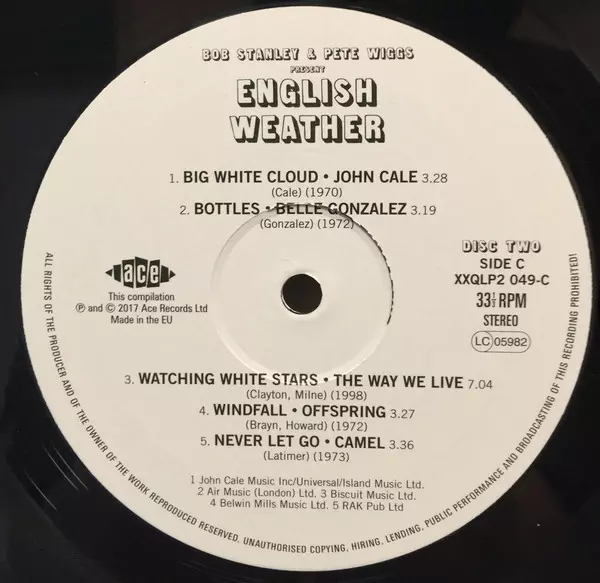 BOB STANLEY & PETE WIGGS
PRESENT
ENGLISH
WEATHER
1. BIG WHITE CLOUD • JOHN CALE 3.28
(Cale) (1970)
2. BOTTLES • BELLE GONZALEZ 3.19
(Gonzalez) (1972)
ace
This compilation
℗ and © 2017 Ace Records Ltd
Made in the EU
DISC TWO
SIDE C
XXQLP2 049-C
33⅓ RPM
STEREO
LC 05982
3. WATCHING WHITE STARS • THE WAY WE LIVE 7.04
(Clayton, Milne) (1998)
4. WINDFALL • OFFSPRING 3.27
(Brayn, Howard) (1972)
5. NEVER LET GO • CAMEL 3.36
(Latimer) (1973)
1 John Cale Music Inc/Universal/Island Music Ltd.
2 Air Music (London) Ltd. 3 Biscuit Music Ltd.
4 Belwin Mills Music Ltd. 5 RAK Pub Ltd
ALL RIGHTS OF THE PRODUCER AND OF THE OWNER OF THE WORK REPRODUCED RESERVED. UNAUTHORISED COPYING, HIRING, LENDING, PUBLIC PERFORMANCE AND BROADCASTING OF THIS RECORDING PROHIBITED!